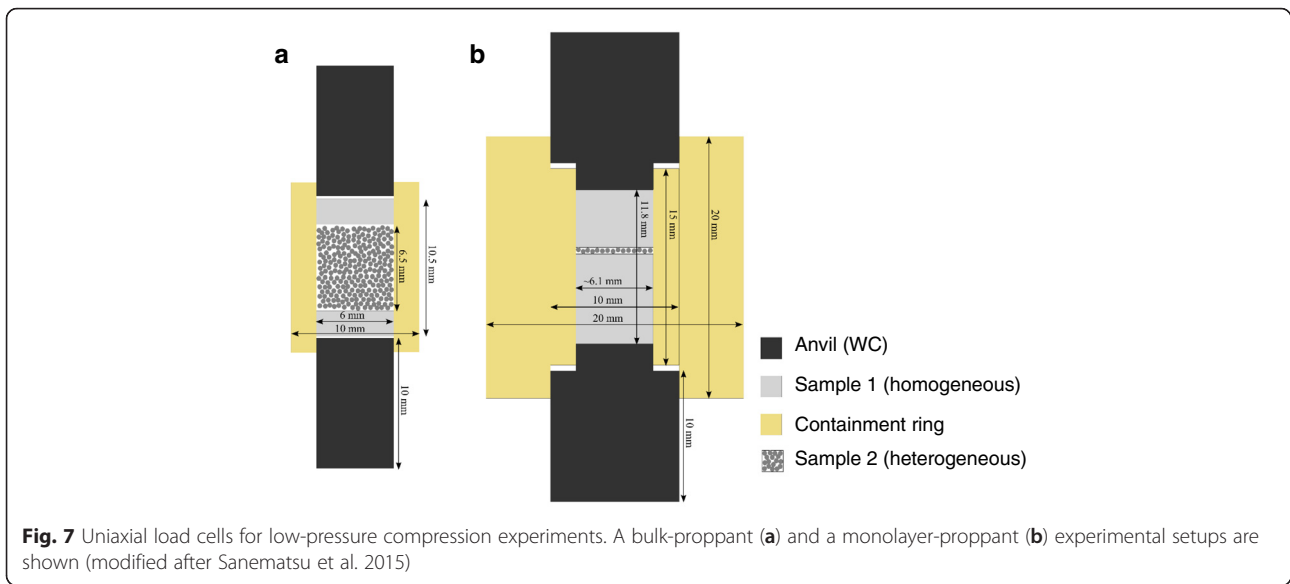 a
b
6.5 mm
10.5 mm
6 mm
10 mm
10 mm
11.8 mm
15 mm
20 mm
~6.1 mm
10 mm
20 mm
10 mm
Anvil (WC)
Sample 1 (homogeneous)
Containment ring
Sample 2 (heterogeneous)
Fig. 7 Uniaxial load cells for low-pressure compression experiments. A bulk-proppant (a) and a monolayer-proppant (b) experimental setups are
shown (modified after Sanematsu et al. 2015)